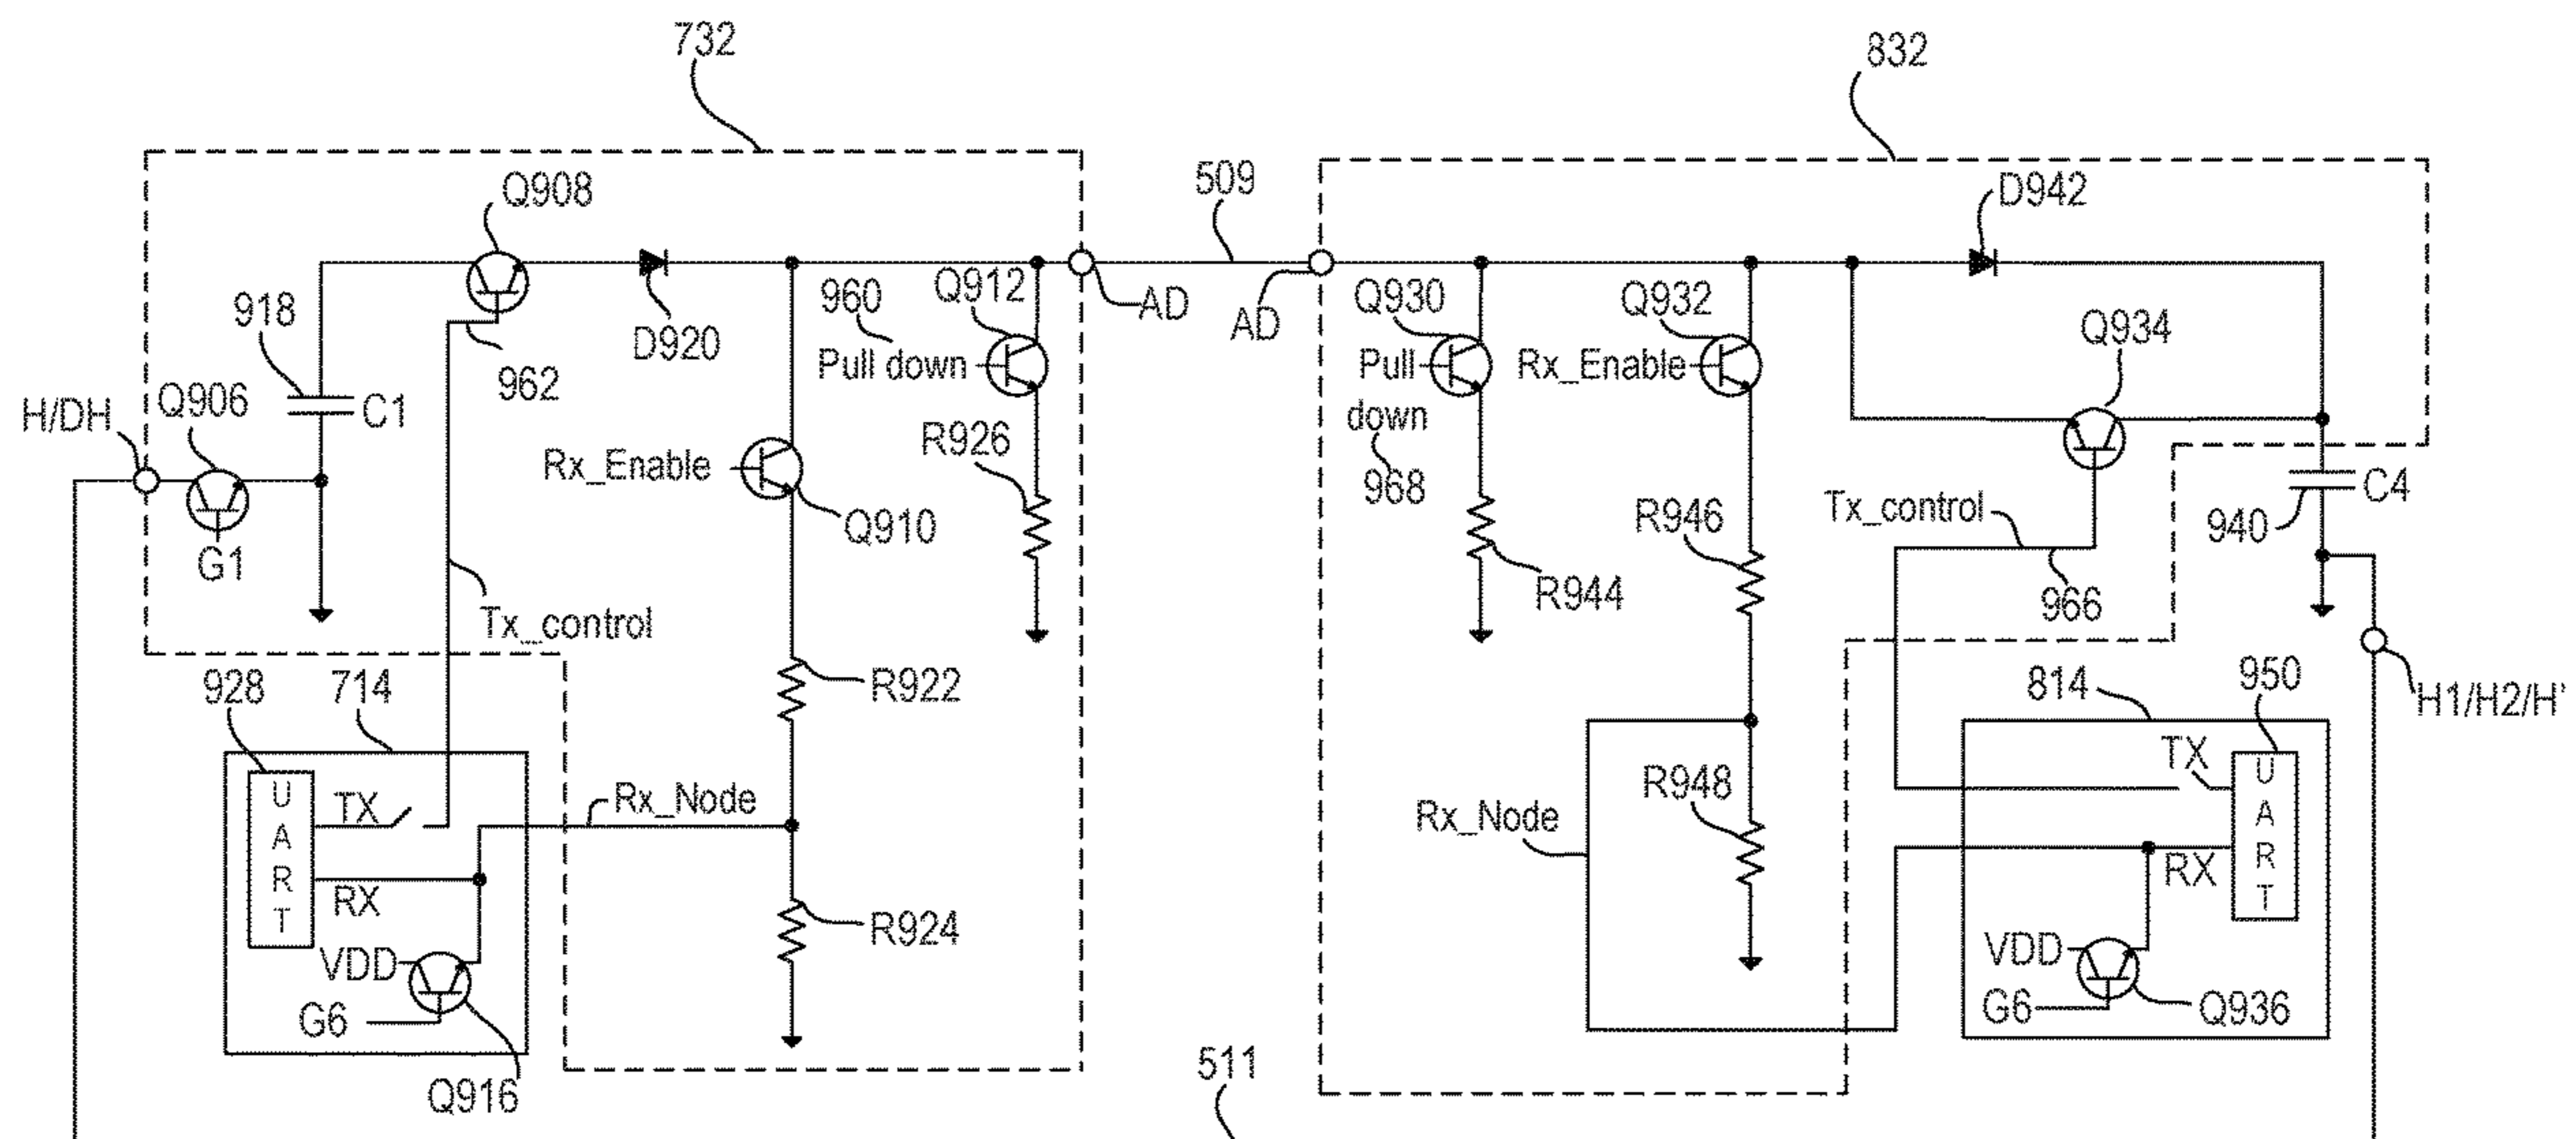 732
832
Q908
509
D942
918
960
Q912
AD
AD
Q930
Q932
Q934
D920
Pull down
Pull
down
968
Rx_Enable
962
H/DH
Q906
C1
G1
R926
Rx_Enable
Q910
C4
940
Tx_control
966
R946
R944
Tx_control
928
714
R922
814
950
H1/H2/H'
UART
TX
RX
Rx_Node
R924
VDD
G6
Q916
Rx_Node
R948
TX
UART
RX
VDD
G6
Q936
511